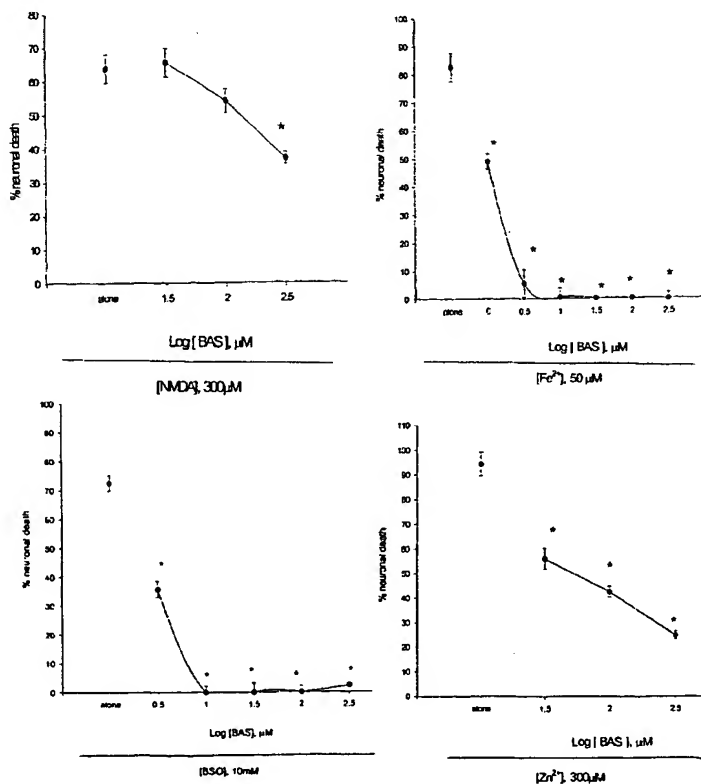 % neuronal death
80
70
60
50
40
30
20
10
0
alone 1.5 2 2.5
Log [ BAS], μM
[NMDA], 300μM
% neuronal death
100
90
80
70
60
50
40
30
20
10
0
alone 0 0.5 1 1.5 2 2.5
Log [ BAS], μM
[Fe²⁺], 50 μM
% neuronal death
100
90
80
70
60
50
40
30
20
10
0
alone 0.5 1 1.5 2 2.5
Log [BAS], μM
[BSO], 10mM
% neuronal death
110
100
90
80
70
60
50
40
30
20
10
0
alone 1.5 2 2.5
Log [ BAS], μM
[Zn²⁺], 300μM